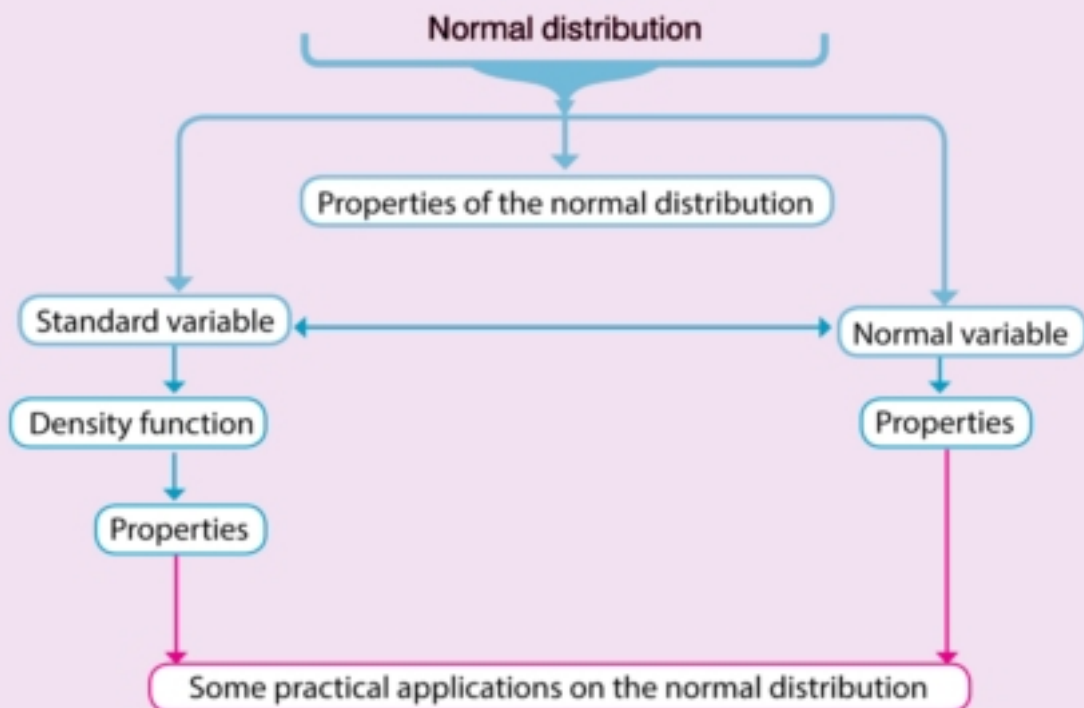 Normal distribution
Properties of the normal distribution
Standard variable
Normal variable
Density function
Properties
Properties
Some practical applications on the normal distribution